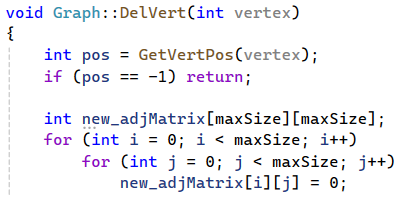 void Graph::DelVert(int vertex)
{
    int pos = GetVertPos(vertex);
    if (pos == -1) return;

    int new_adjMatrix[maxSize][maxSize];
    for (int i = 0; i < maxSize; i++)
        for (int j = 0; j < maxSize; j++)
            new_adjMatrix[i][j] = 0;